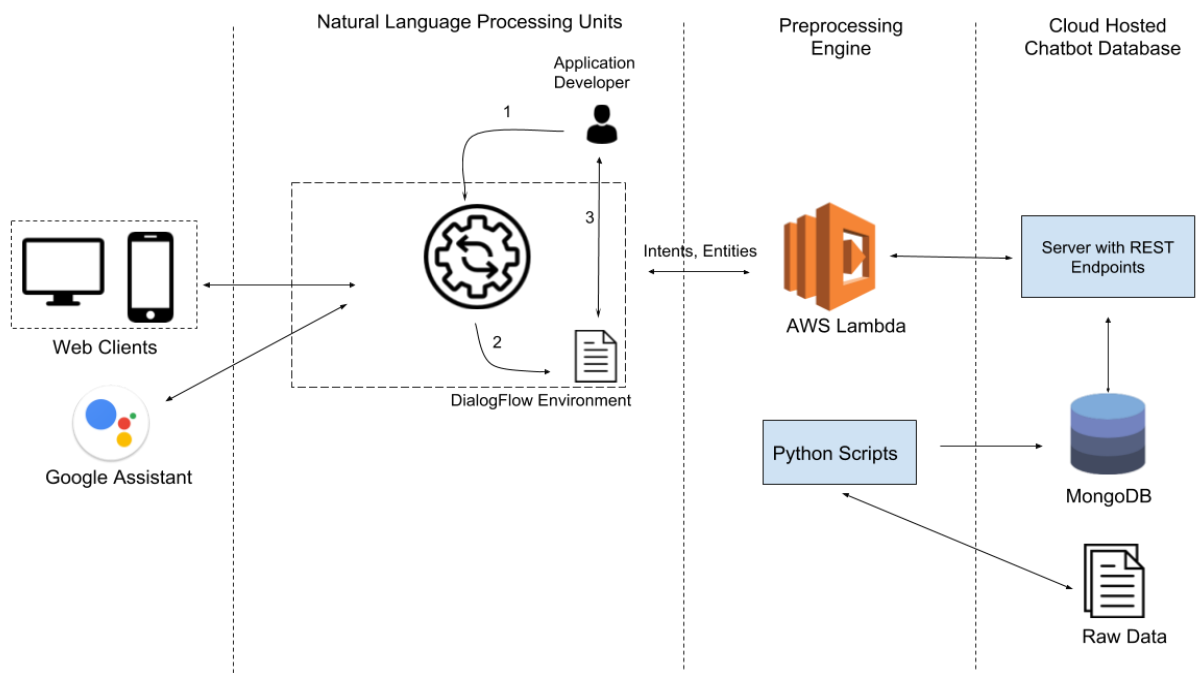 Natural Language Processing Units
Preprocessing
Engine
Cloud Hosted
Chatbot Database
Application
Developer
1
3
Intents, Entities
Server with REST
Endpoints
AWS Lambda
Web Clients
2
DialogFlow Environment
Python Scripts
Google Assistant
MongoDB
Raw Data